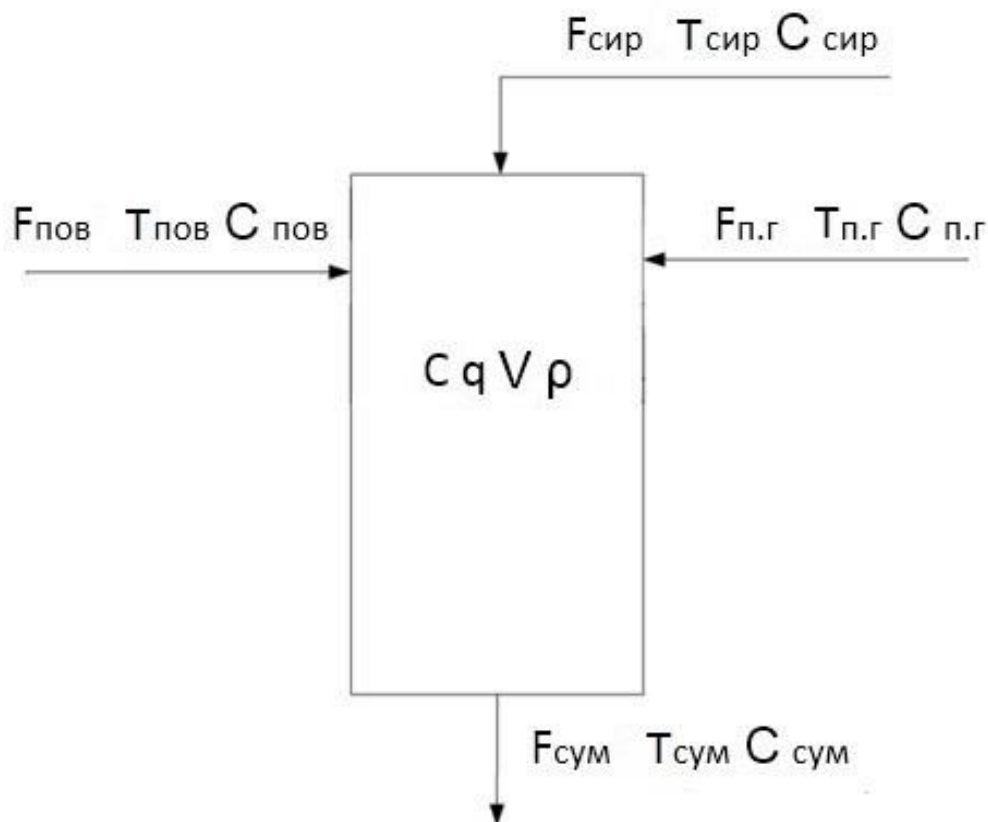 Fсир Tсир C сир
Fпов Tпов C пов
Fп.г Tп.г C п.г
C q V ρ
Fсум Tсум C сум